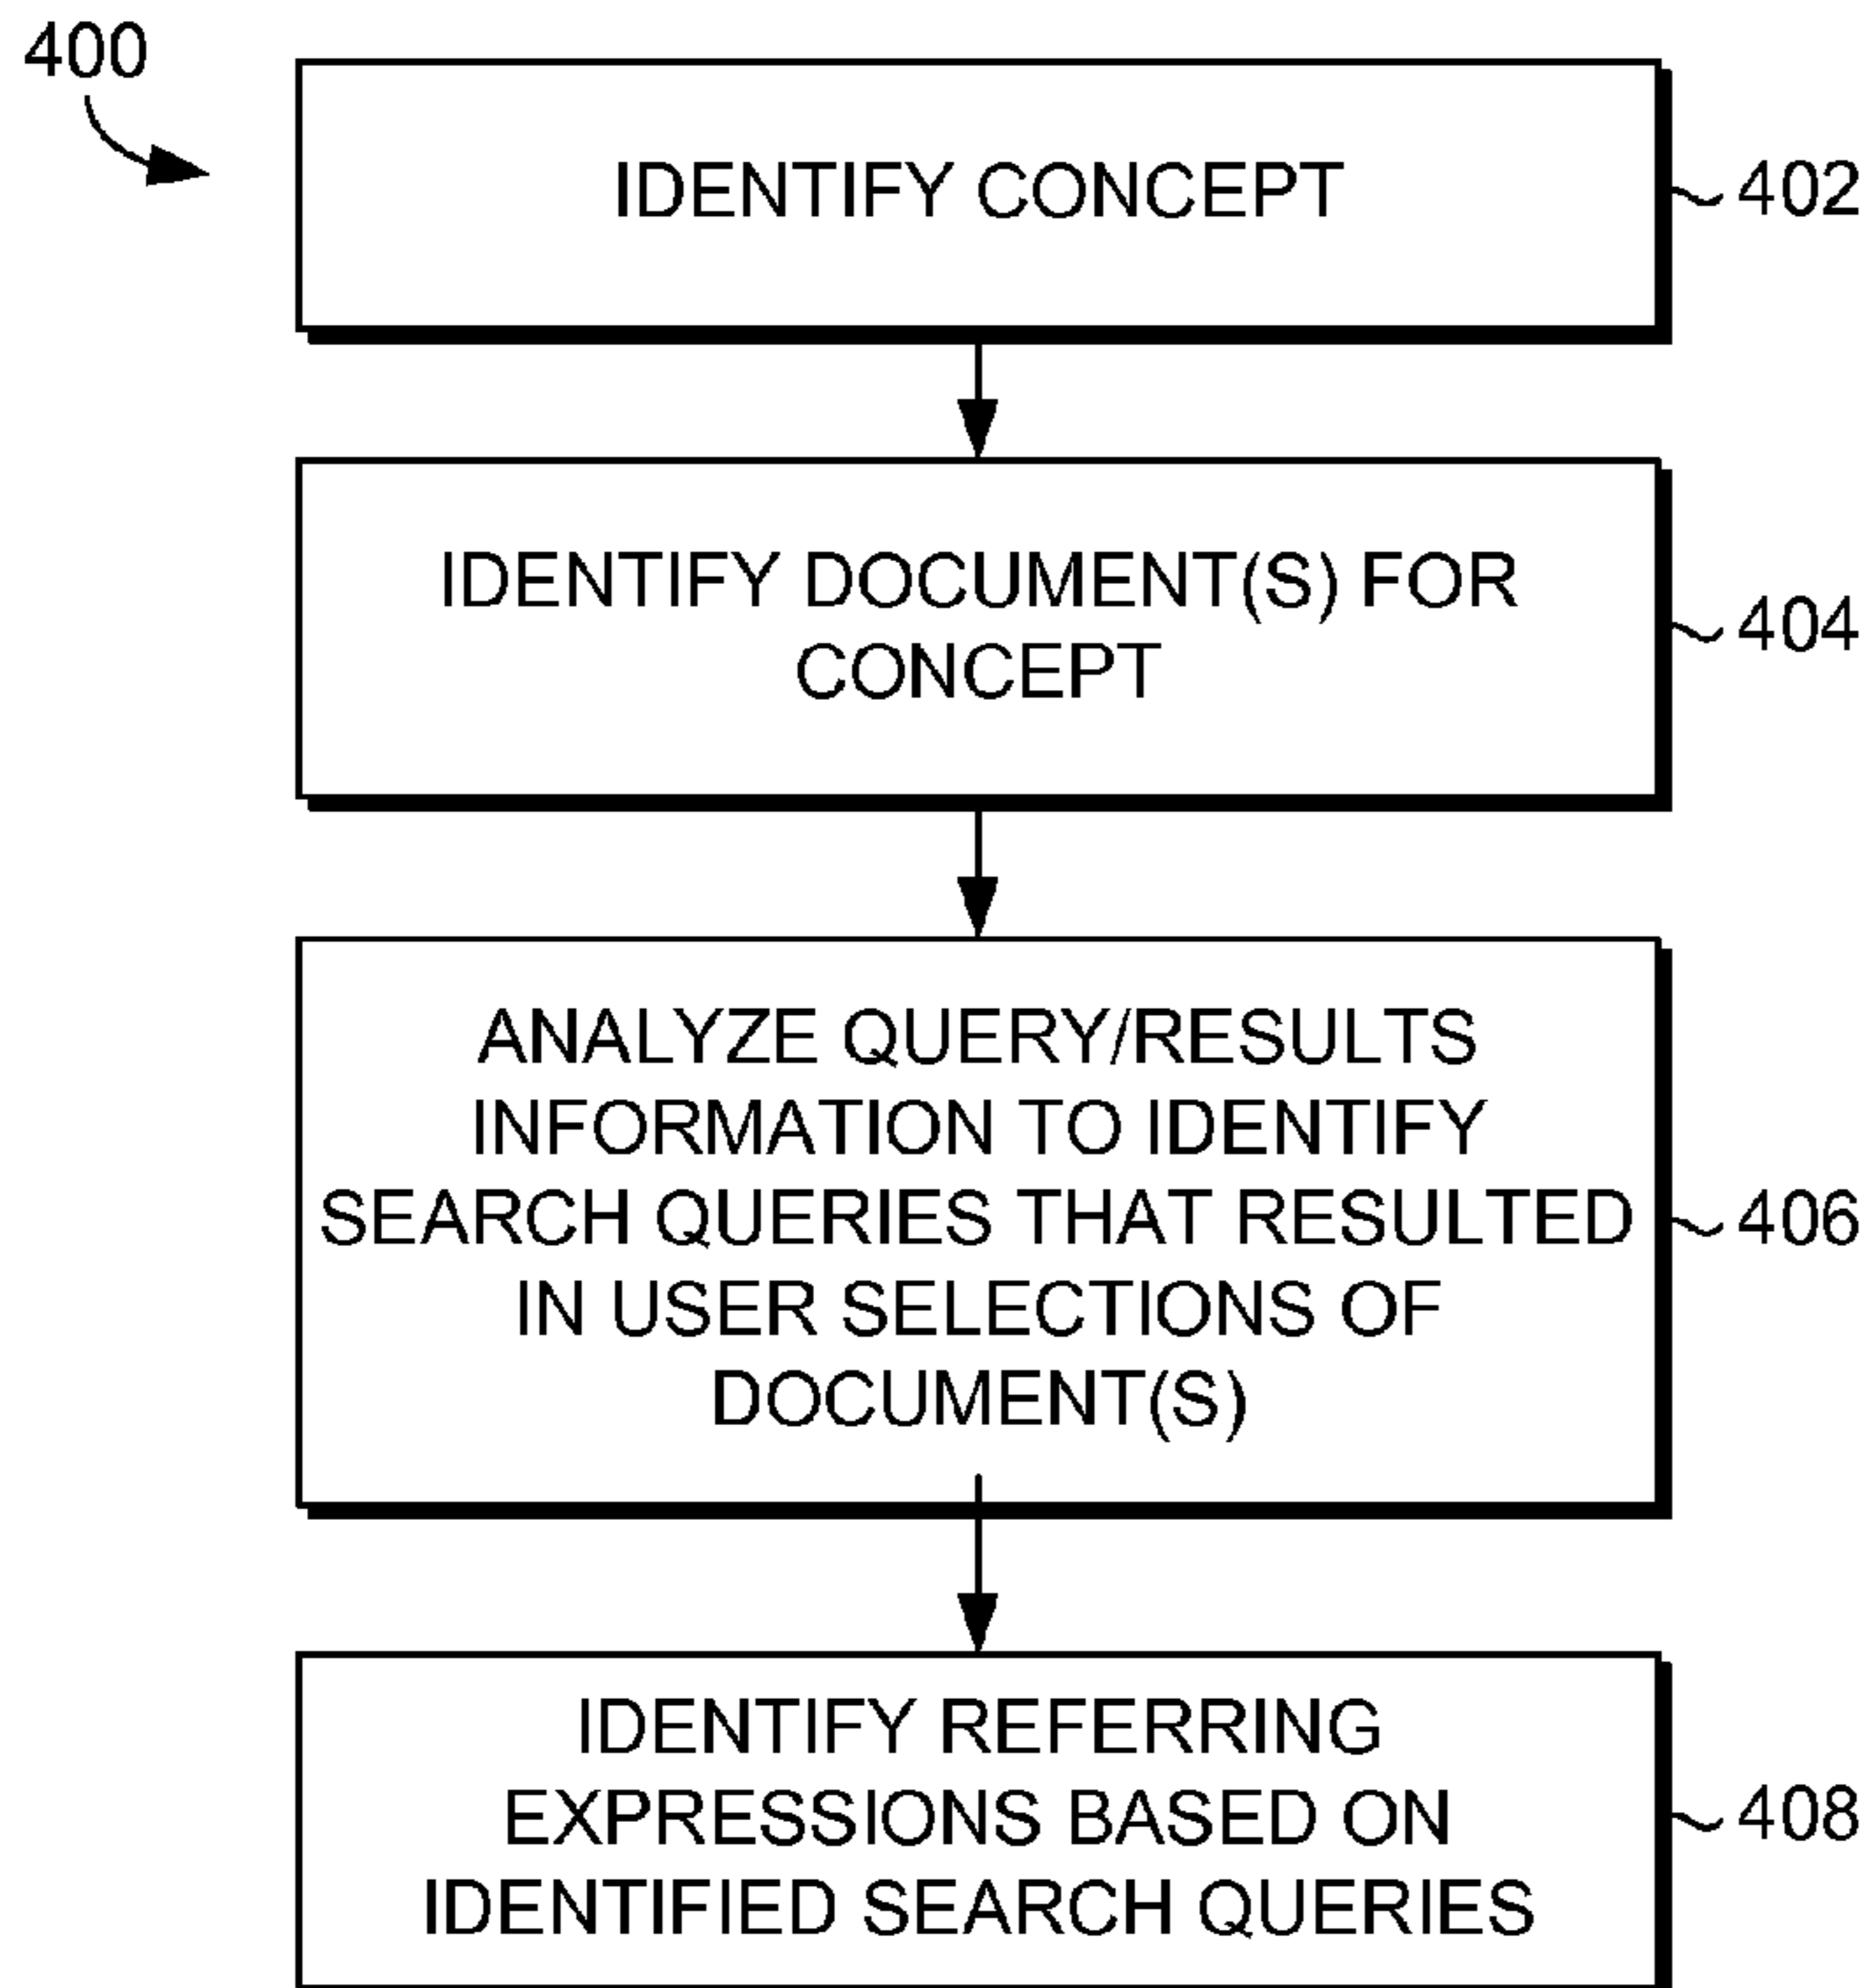 400
IDENTIFY CONCEPT
402
IDENTIFY DOCUMENT(S) FOR
CONCEPT
404
ANALYZE QUERY/RESULTS
INFORMATION TO IDENTIFY
SEARCH QUERIES THAT RESULTED
IN USER SELECTIONS OF
DOCUMENT(S)
406
IDENTIFY REFERRING
EXPRESSIONS BASED ON
IDENTIFIED SEARCH QUERIES
408